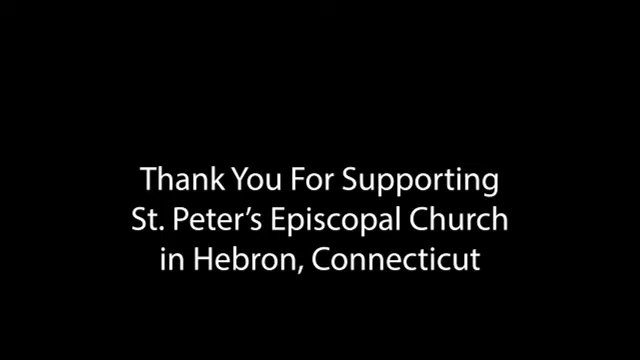 Thank You For Supporting
St. Peter’s Episcopal Church
in Hebron, Connecticut